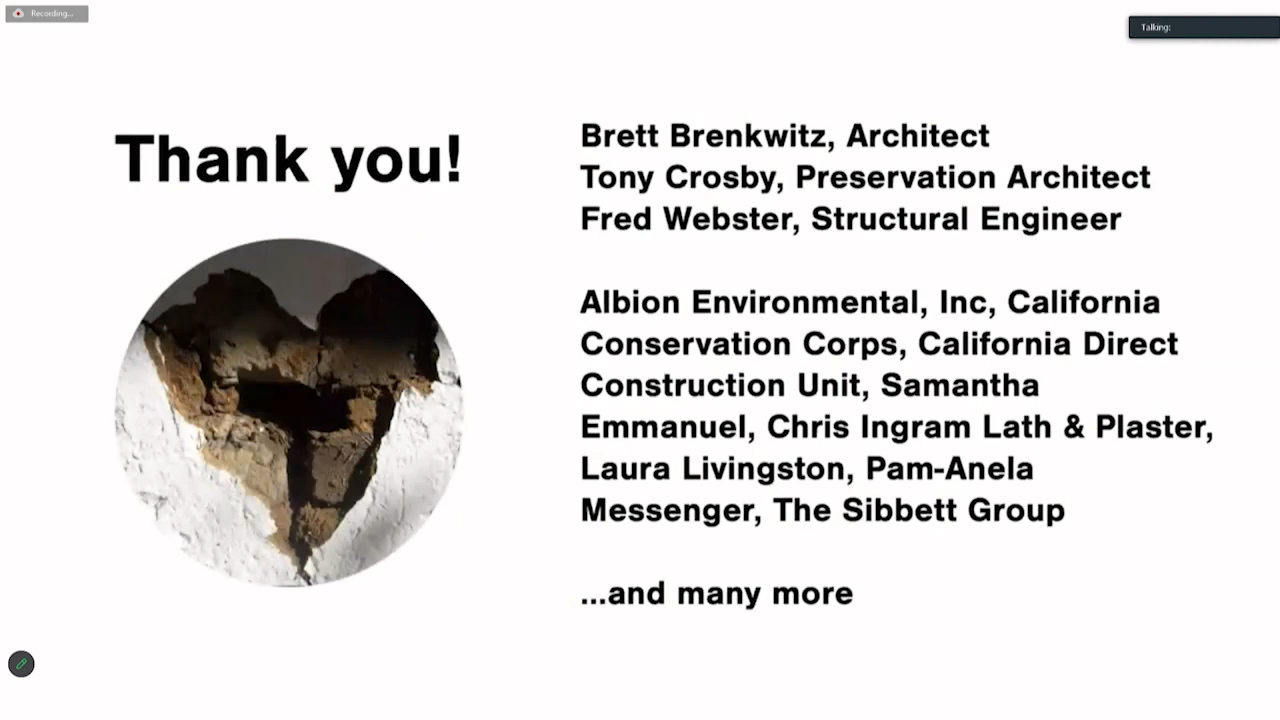 Recording...
Talking:
Thank you!
Brett Brenkwitz, Architect
Tony Crosby, Preservation Architect
Fred Webster, Structural Engineer
Albion Environmental, Inc, California
Conservation Corps, California Direct
Construction Unit, Samantha
Emmanuel, Chris Ingram Lath & Plaster,
Laura Livingston, Pam-Anela
Messenger, The Sibbett Group
...and many more